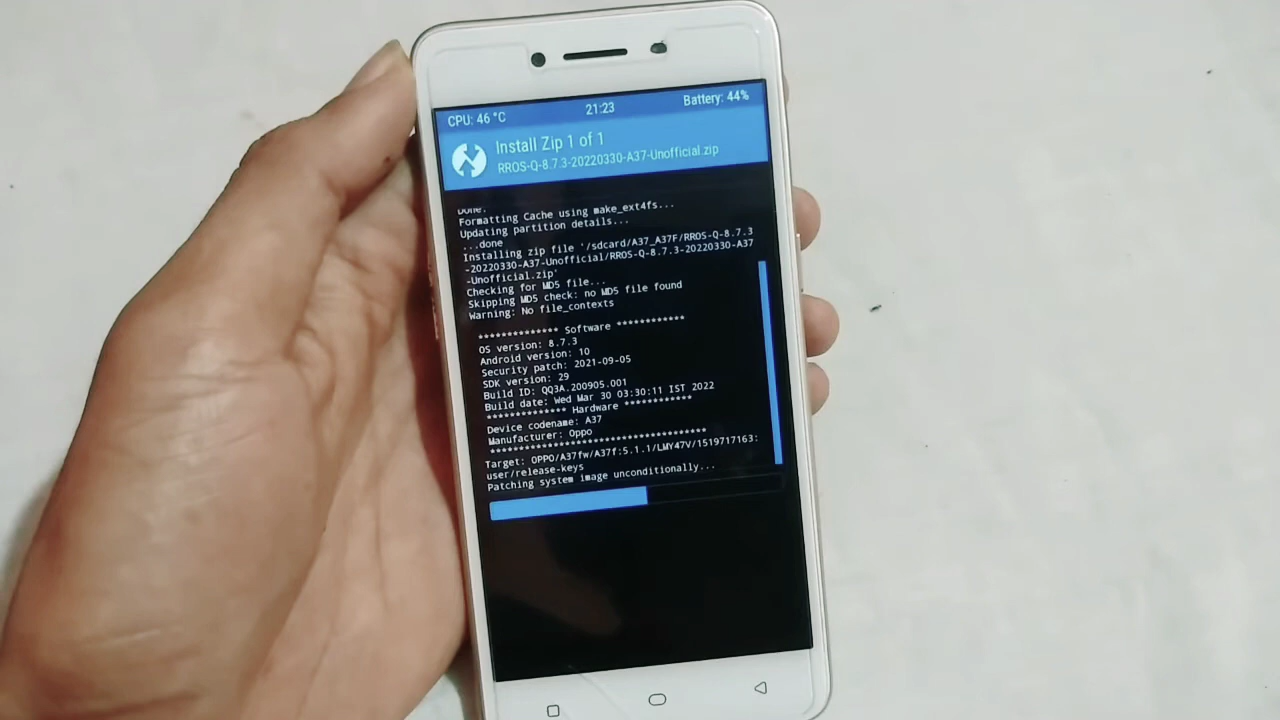 CPU: 46 °C
21:23
Battery: 44%
Install Zip 1 of 1
RROS-Q-8.7.3-20220330-A37-Unofficial.zip
Done.
Formatting Cache using make_ext4fs...
Updating partition details...
...done
Installing zip file '/sdcard/A37_A37F/RROS-Q-8.7.3
-20220330-A37-Unofficial/RROS-Q-8.7.3-20220330-A37
-Unofficial.zip'
Checking for MD5 file...
Skipping MD5 check: no MD5 file found
Warning: No file_contexts
************** Software ************
OS version: 8.7.3
Android version: 10
Security patch: 2021-09-05
SDK version: 29
Build ID: QQ3A.200905.001
Build date: Wed Mar 30 03:30:11 IST 2022
************** Hardware ************
Device codename: A37
Manufacturer: Oppo
**************************************
Target: OPPO/A37fw/A37f:5.1.1/LMY47V/1519717163:
user/release-keys
Patching system image unconditionally...